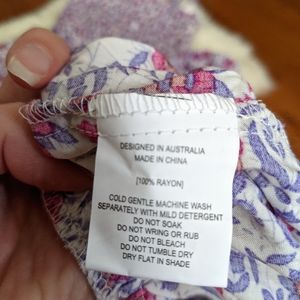 DESIGNED IN AUSTRALIA
MADE IN CHINA
[100% RAYON]
COLD GENTLE MACHINE WASH
SEPARATELY WITH MILD DETERGENT
DO NOT SOAK
DO NOT WRING OR RUB
DO NOT BLEACH
DO NOT TUMBLE DRY
DRY FLAT IN SHADE